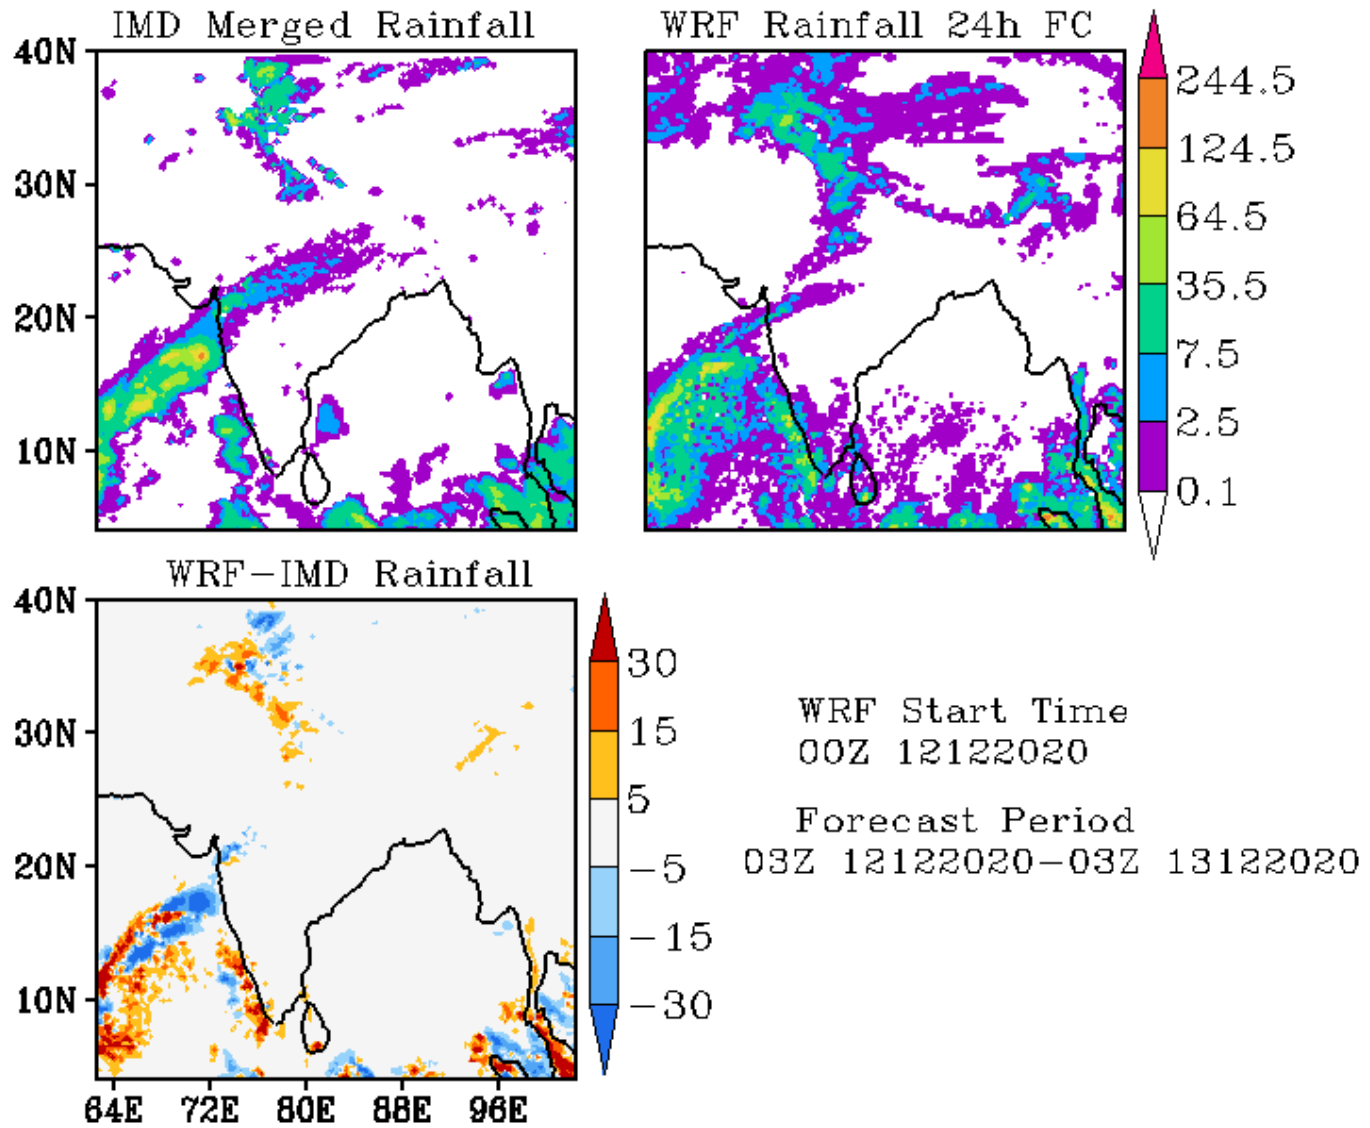 IMD Merged Rainfall
WRF Rainfall 24h FC
40N
30N
20N
10N
244.5
124.5
64.5
35.5
7.5
2.5
0.1
WRF-IMD Rainfall
40N
30N
20N
10N
64E 72E 80E 88E 96E
30
15
5
-5
-15
-30
WRF Start Time
00Z 12122020
Forecast Period
03Z 12122020-03Z 13122020